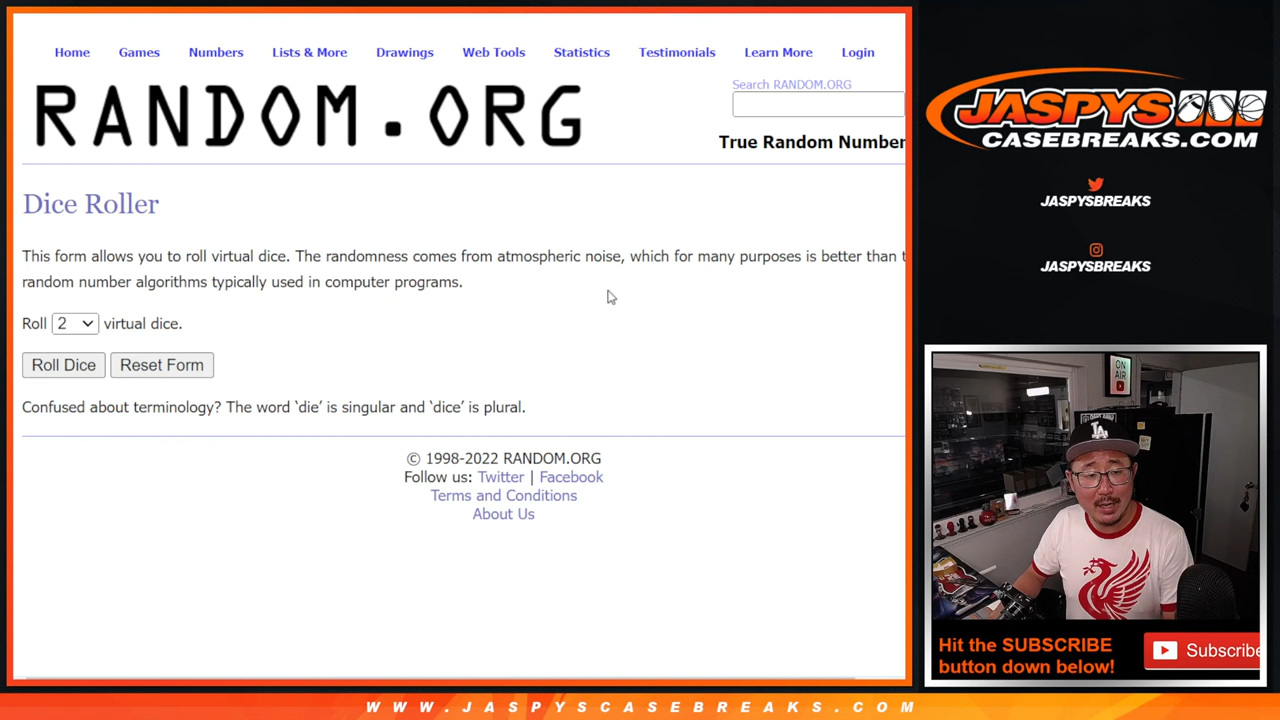 Home Games Numbers Lists & More Drawings Web Tools Statistics Testimonials Learn More Login
RANDOM.ORG
Search RANDOM.ORG
True Random Number
Dice Roller
This form allows you to roll virtual dice. The randomness comes from atmospheric noise, which for many purposes is better than t
random number algorithms typically used in computer programs.
Roll 2 virtual dice.
Roll Dice Reset Form
Confused about terminology? The word ‘die’ is singular and ‘dice’ is plural.
© 1998-2022 RANDOM.ORG
Follow us: Twitter | Facebook
Terms and Conditions
About Us
JASPYS
CASEBREAKS.COM
JASPYSBREAKS
JASPYSBREAKS
ON
AIR
LA
Hit the SUBSCRIBE
button down below!
Subscribe
WWW.JASPYSCASEBREAKS.COM